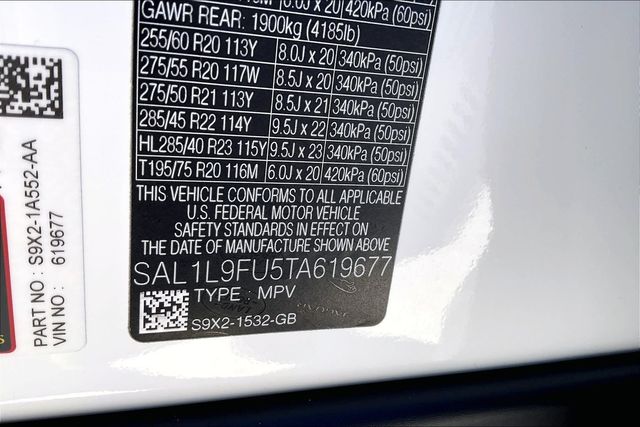 GAWR REAR: 1900kg (4185lb)
255/60 R20 113Y 8.0J x 20 340kPa (50psi)
275/55 R20 117W 8.5J x 20 340kPa (50psi)
275/50 R21 113Y 8.5J x 21 340kPa (50psi)
285/45 R22 114Y 9.5J x 22 340kPa (50psi)
HL285/40 R23 115Y 9.5J x 23 340kPa (50psi)
T195/75 R20 116M 6.0J x 20 420kPa (60psi)
THIS VEHICLE CONFORMS TO ALL APPLICABLE
U.S. FEDERAL MOTOR VEHICLE
SAFETY STANDARDS IN EFFECT ON
THE DATE OF MANUFACTURE SHOWN ABOVE
SAL1L9FU5TA619677
TYPE : MPV
S9X2-1532-GB
PART NO : S9X2-1A552-AA
VIN NO : 619677